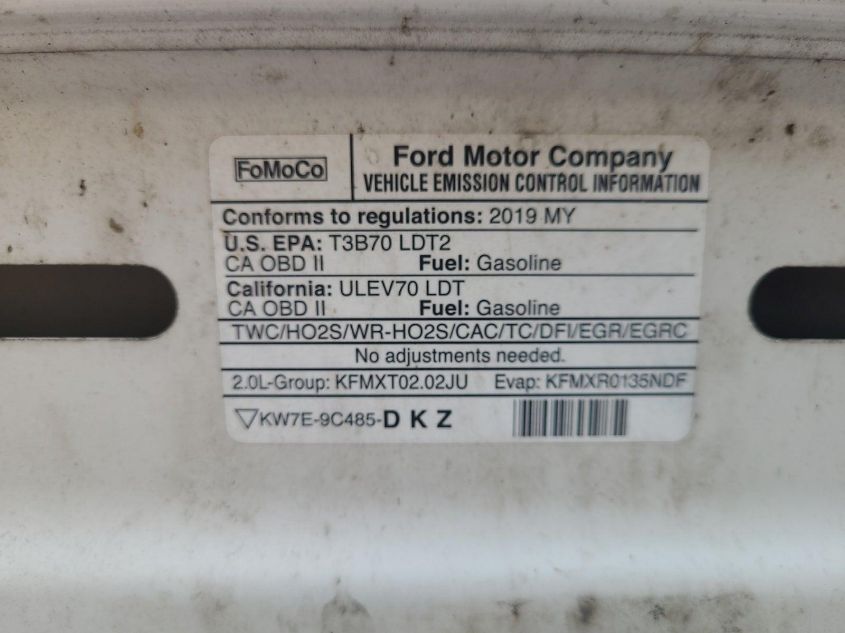 FoMoCo
Ford Motor Company
VEHICLE EMISSION CONTROL INFORMATION
Conforms to regulations: 2019 MY
U.S. EPA: T3B70 LDT2
CA OBD II Fuel: Gasoline
California: ULEV70 LDT
CA OBD II Fuel: Gasoline
TWC/HO2S/WR-HO2S/CAC/TC/DFI/EGR/EGRC
No adjustments needed.
2.0L-Group: KFMXT02.02JU Evap: KFMXR0135NDF
KW7E-9C485-D K Z